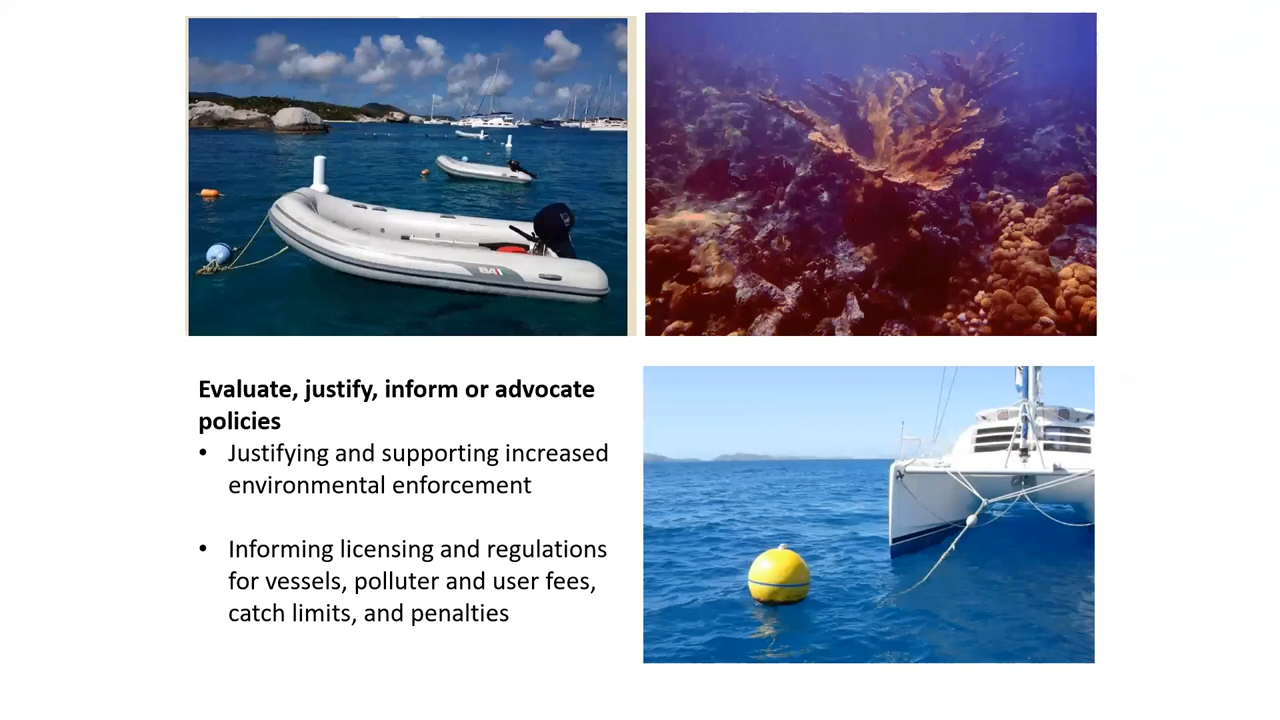 Evaluate, justify, inform or advocate
policies
• Justifying and supporting increased
environmental enforcement
• Informing licensing and regulations
for vessels, polluter and user fees,
catch limits, and penalties